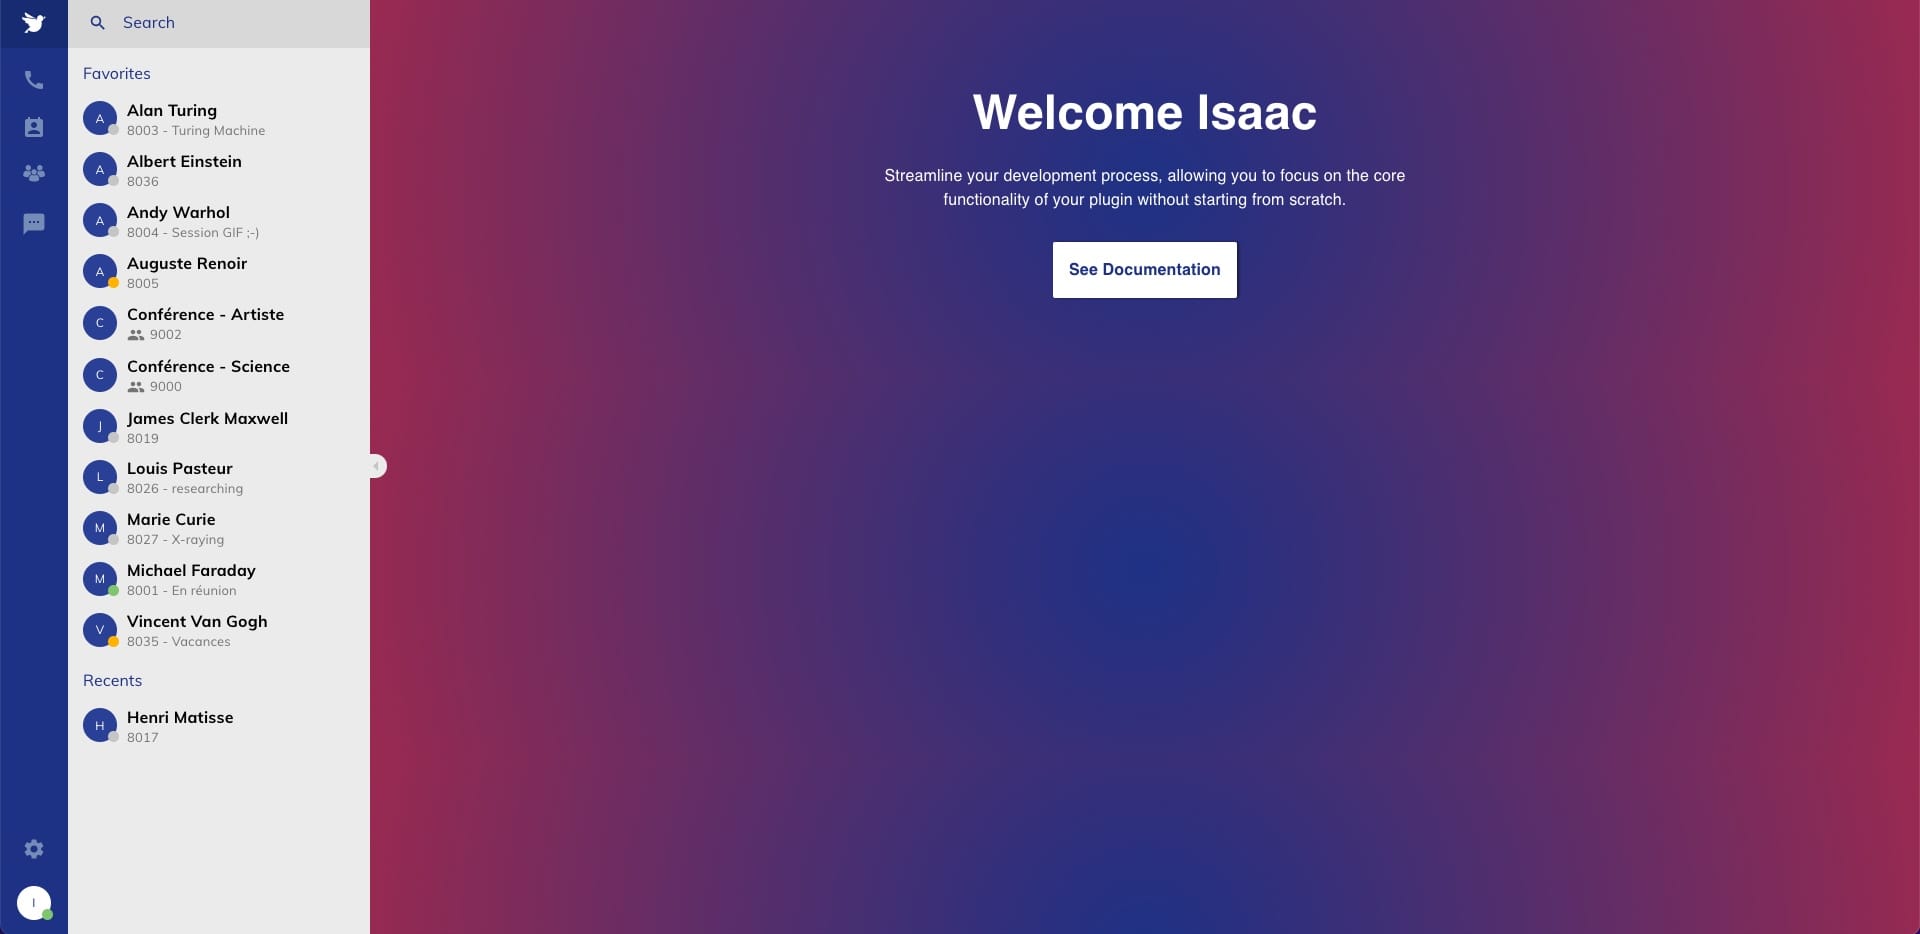 Search
Favorites
A
Alan Turing
8003 - Turing Machine
A
Albert Einstein
8036
A
Andy Warhol
8004 - Session GIF ;-)
A
Auguste Renoir
8005
C
Conférence - Artiste
9002
C
Conférence - Science
9000
J
James Clerk Maxwell
8019
L
Louis Pasteur
8026 - researching
M
Marie Curie
8027 - X-raying
M
Michael Faraday
8001 - En réunion
V
Vincent Van Gogh
8035 - Vacances
Recents
H
Henri Matisse
8017
I
Welcome Isaac
Streamline your development process, allowing you to focus on the core
functionality of your plugin without starting from scratch.
See Documentation